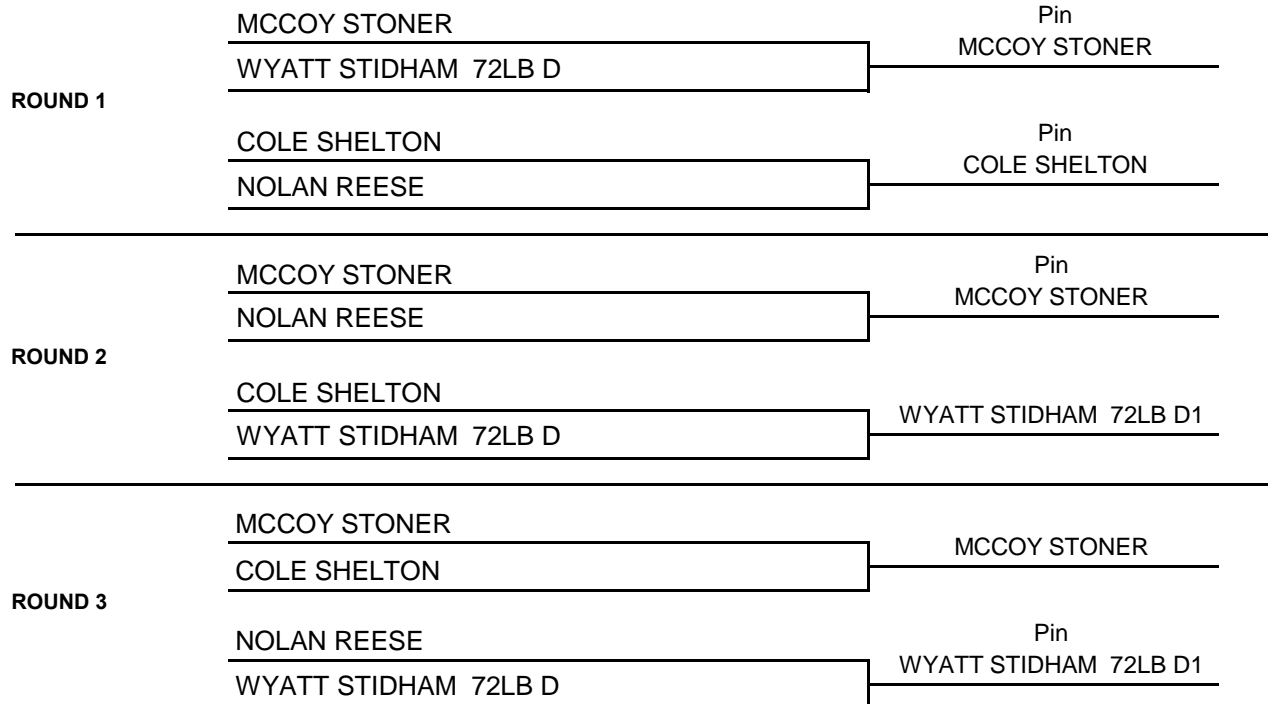 MCCOY STONER
Pin
MCCOY STONER
WYATT STIDHAM 72LB D
ROUND 1
COLE SHELTON
Pin
COLE SHELTON
NOLAN REESE
MCCOY STONER
Pin
MCCOY STONER
NOLAN REESE
ROUND 2
COLE SHELTON
WYATT STIDHAM 72LB D1
WYATT STIDHAM 72LB D
MCCOY STONER
MCCOY STONER
COLE SHELTON
ROUND 3
NOLAN REESE
Pin
WYATT STIDHAM 72LB D1
WYATT STIDHAM 72LB D